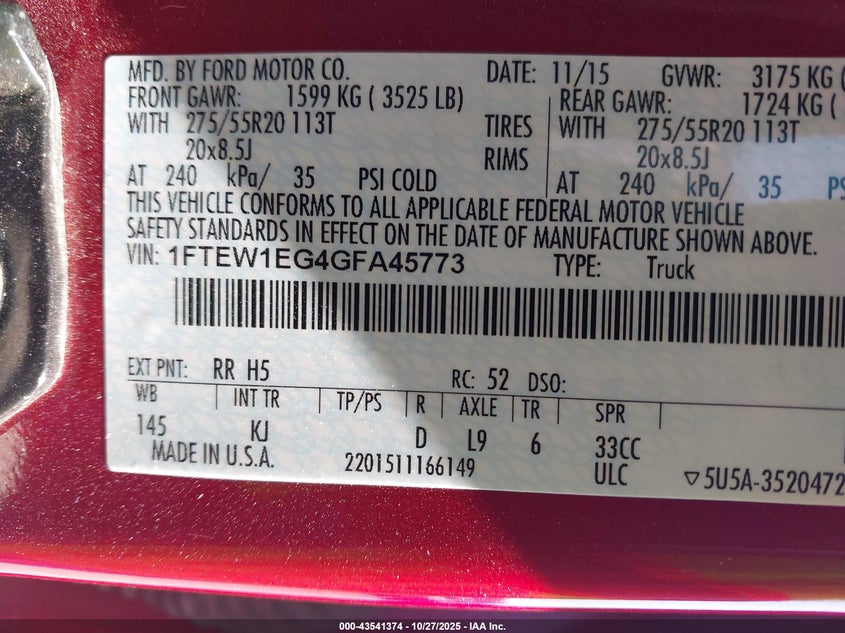 MFD. BY FORD MOTOR CO. DATE: 11/15 GVWR: 3175 KG (
FRONT GAWR: 1599 KG ( 3525 LB) REAR GAWR: 1724 KG (
WITH 275/55R20 113T TIRES WITH 275/55R20 113T
20x8.5J RIMS 20x8.5J
AT 240 kPa/ 35 PSI COLD AT 240 kPa/ 35 PS
THIS VEHICLE CONFORMS TO ALL APPLICABLE FEDERAL MOTOR VEHICLE
SAFETY STANDARDS IN EFFECT ON THE DATE OF MANUFACTURE SHOWN ABOVE.
VIN: 1FTEW1EG4GFA45773 TYPE: Truck
EXT PNT: RR H5 RC: 52 DSO:
WB INT TR TP/PS R AXLE TR SPR
145 KJ D L9 6 33CC
MADE IN U.S.A. 2201511166149 ULC ▽5U5A-3520472
000-43541374 | 10/27/2025 | IAA Inc.